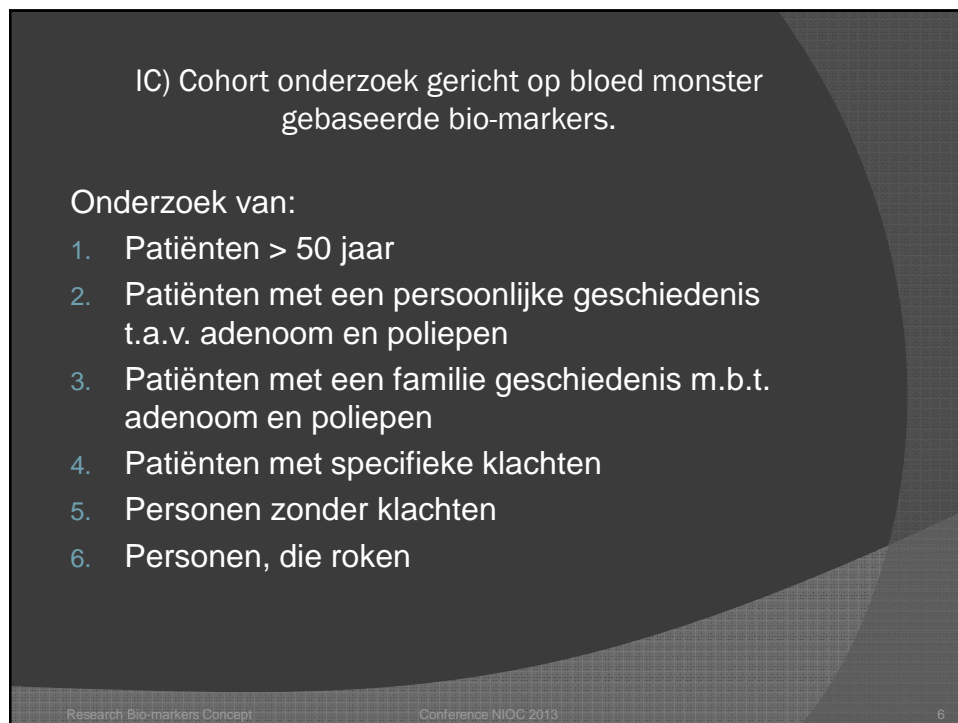 IC) Cohort onderzoek gericht op bloed monster
gebaseerde bio-markers.
Onderzoek van:
1. Patiënten > 50 jaar
2. Patiënten met een persoonlijke geschiedenis
t.a.v. adenoom en poliepen
3. Patiënten met een familie geschiedenis m.b.t.
adenoom en poliepen
4. Patiënten met specifieke klachten
5. Personen zonder klachten
6. Personen, die roken
Research Bio-markers Concept Conference NIOC 2013 6